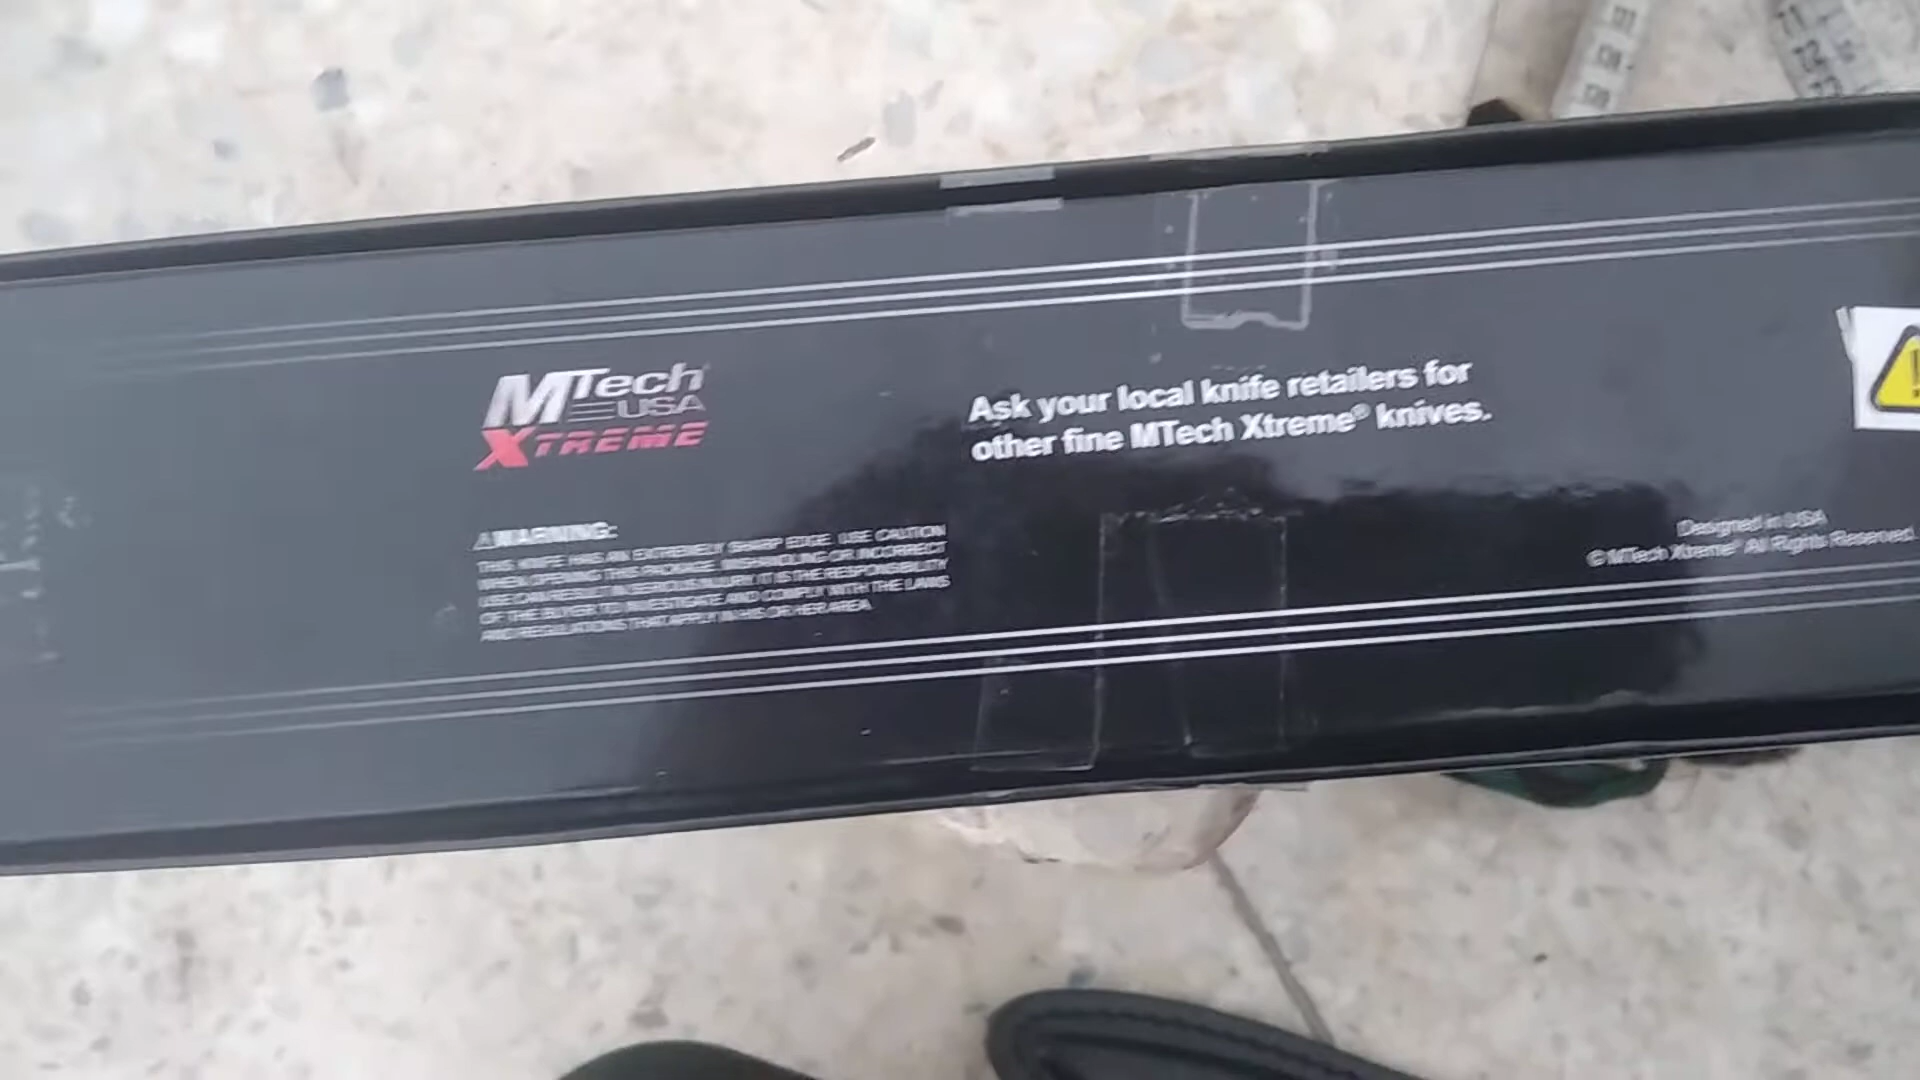 MTech
USA
XTREME
Ask your local knife retailers for
other fine MTech Xtreme® knives.
⚠WARNING:
THIS KNIFE HAS AN EXTREMELY SHARP EDGE. USE CAUTION
WHEN OPENING THIS PACKAGE. MISHANDLING OR INCORRECT
USE CAN RESULT IN SERIOUS INJURY. IT IS THE RESPONSIBILITY
OF THE BUYER TO INVESTIGATE AND COMPLY WITH THE LAWS
AND REGULATIONS THAT APPLY IN HIS OR HER AREA.
Designed in USA
© MTech Xtreme® All Rights Reserved.